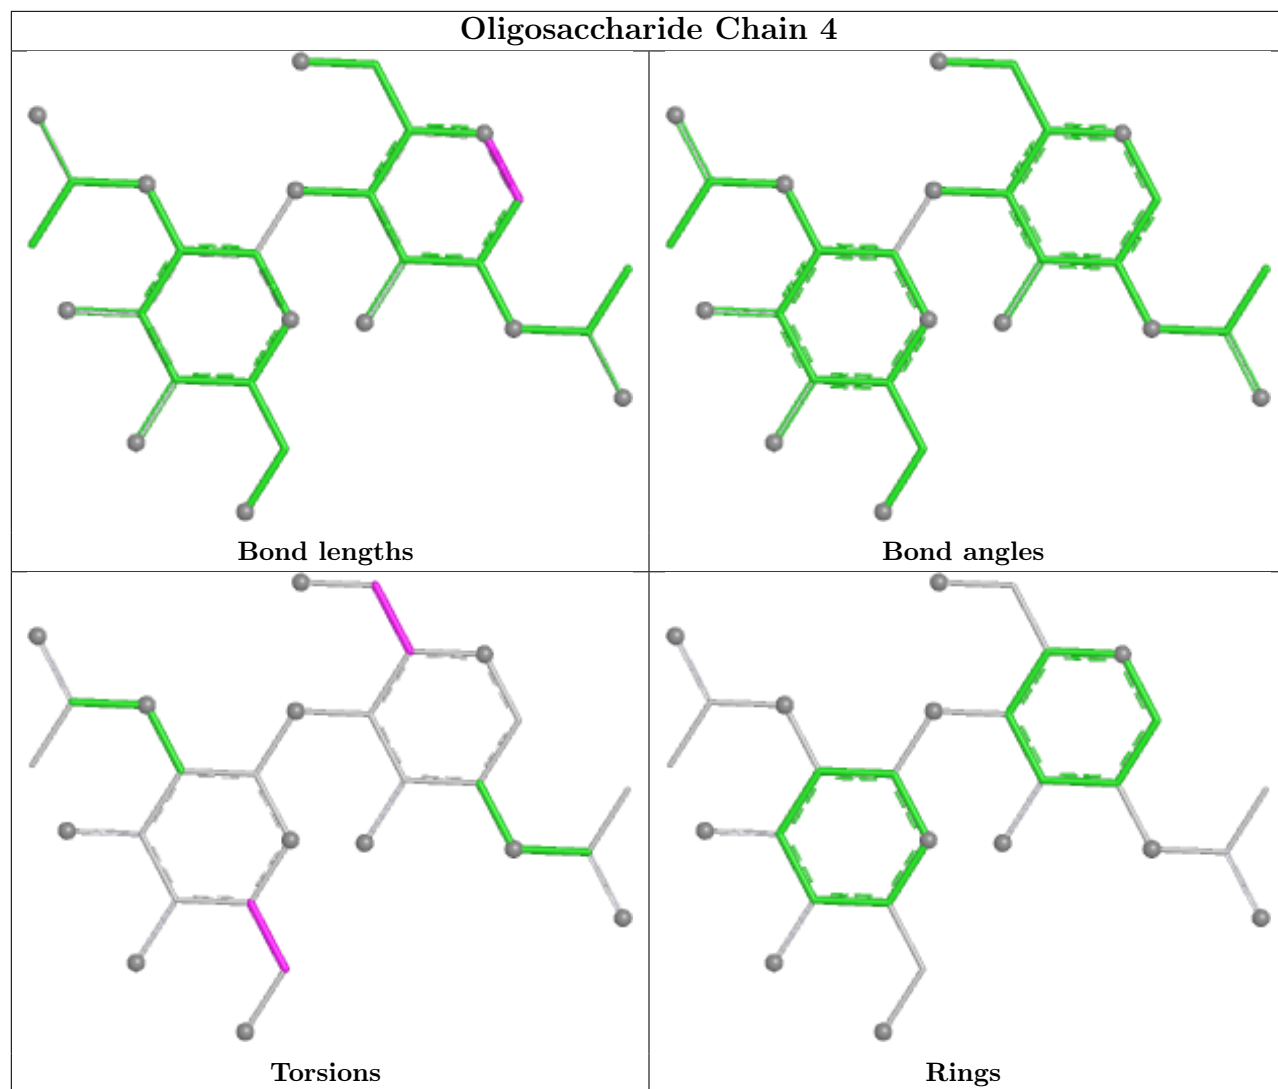 Oligosaccharide Chain 4
Bond lengths
Bond angles
Torsions
Rings